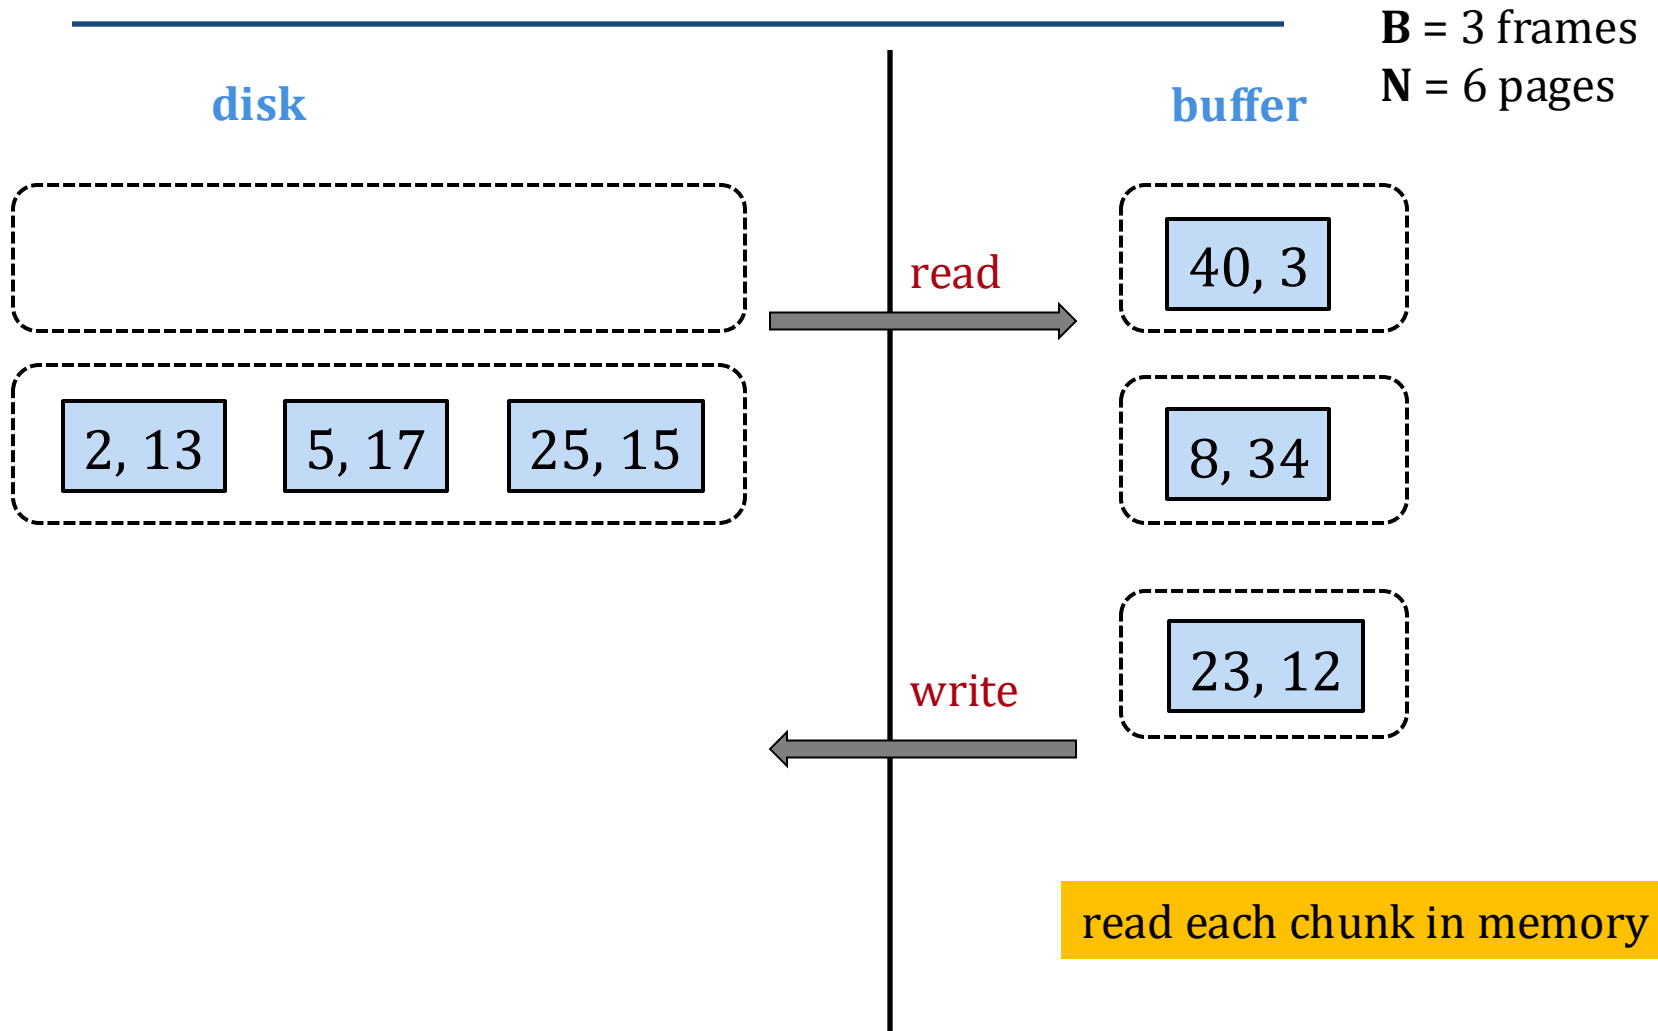 B = 3 frames
N = 6 pages
disk
buffer
read
40, 3
2, 13
5, 17
25, 15
8, 34
23, 12
write
read each chunk in memory